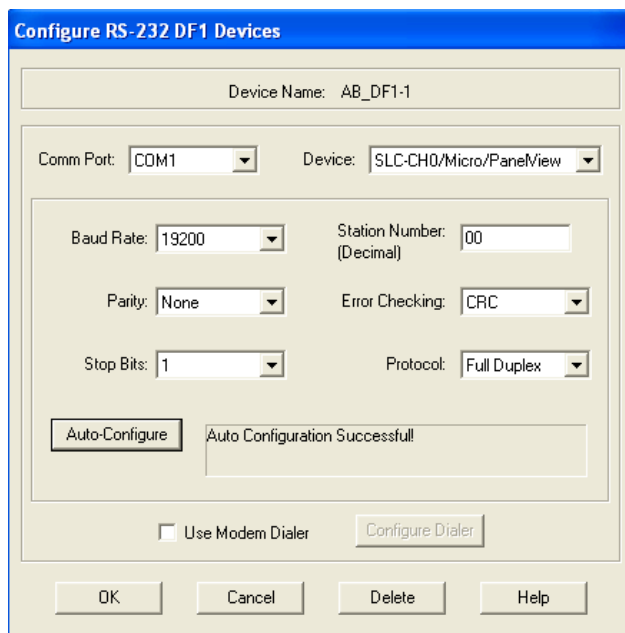 Configure RS-232 DF1 Devices
Device Name: AB_DF1-1
Comm Port: COM1 Device: SLC-CH0/Micro/PanelView
Baud Rate: 19200 Station Number: 00
(Decimal)
Parity: None Error Checking: CRC
Stop Bits: 1 Protocol: Full Duplex
Auto-Configure Auto Configuration Successful!
Use Modem Dialer Configure Dialer
OK Cancel Delete Help